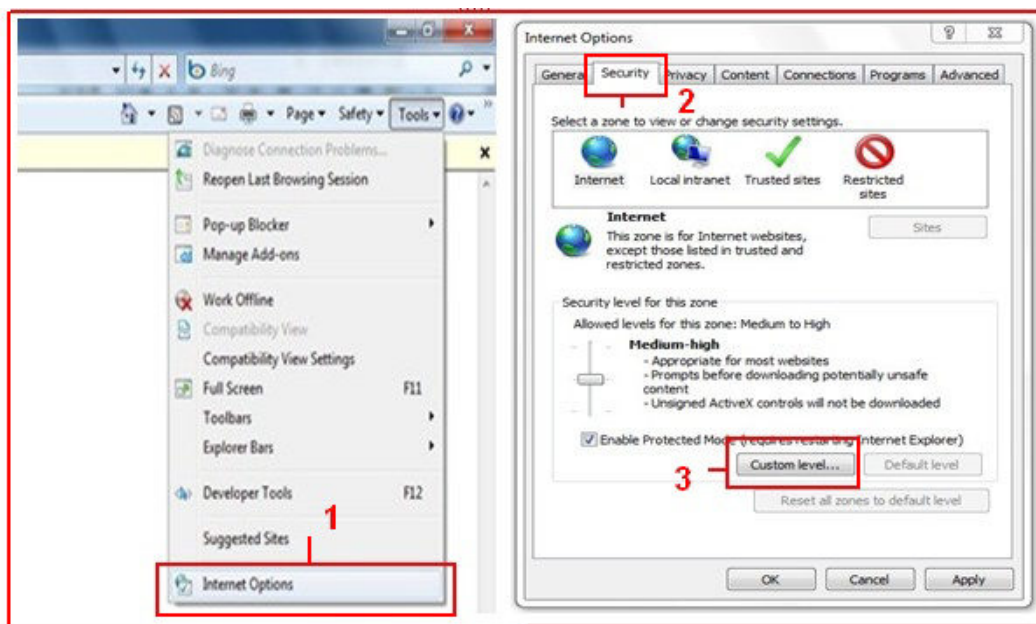 Bing
Page Safety Tools
Diagnose Connection Problems...
Reopen Last Browsing Session
Pop-up Blocker
Manage Add-ons
Work Offline
Compatibility View
Compatibility View Settings
Full Screen F11
Toolbars
Explorer Bars
Developer Tools F12
1
Suggested Sites
Internet Options
Internet Options
General Security Privacy Content Connections Programs Advanced
2
Select a zone to view or change security settings.
Internet Local intranet Trusted sites Restricted
sites
Internet
Sites
This zone is for Internet websites,
except those listed in trusted and
restricted zones.
Security level for this zone
Allowed levels for this zone: Medium to High
Medium-high
- Appropriate for most websites
- Prompts before downloading potentially unsafe
content
- Unsigned ActiveX controls will not be downloaded
Enable Protected Mode (requires restarting Internet Explorer)
3
Custom level... Default level
Reset all zones to default level
OK Cancel Apply